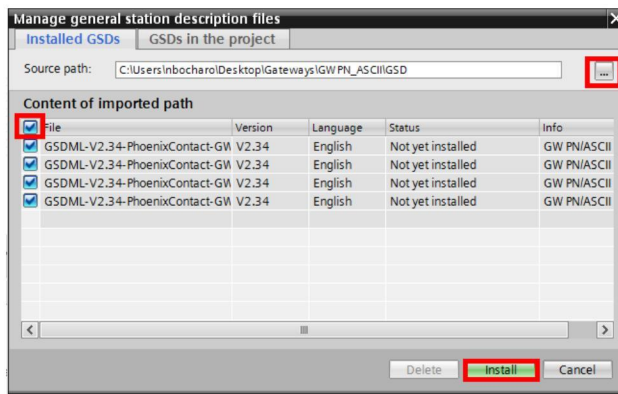 Manage general station description files
Installed GSDs GSDs in the project
Source path: C:\Users\nbocharo\Desktop\Gateways\GW PN_ASCII\GSD ...
Content of imported path
File Version Language Status Info
GSDML-V2.34-PhoenixContact-GW V2.34 English Not yet installed GW PN/ASCII
GSDML-V2.34-PhoenixContact-GW V2.34 English Not yet installed GW PN/ASCII
GSDML-V2.34-PhoenixContact-GW V2.34 English Not yet installed GW PN/ASCII
GSDML-V2.34-PhoenixContact-GW V2.34 English Not yet installed GW PN/ASCII
Delete Install Cancel